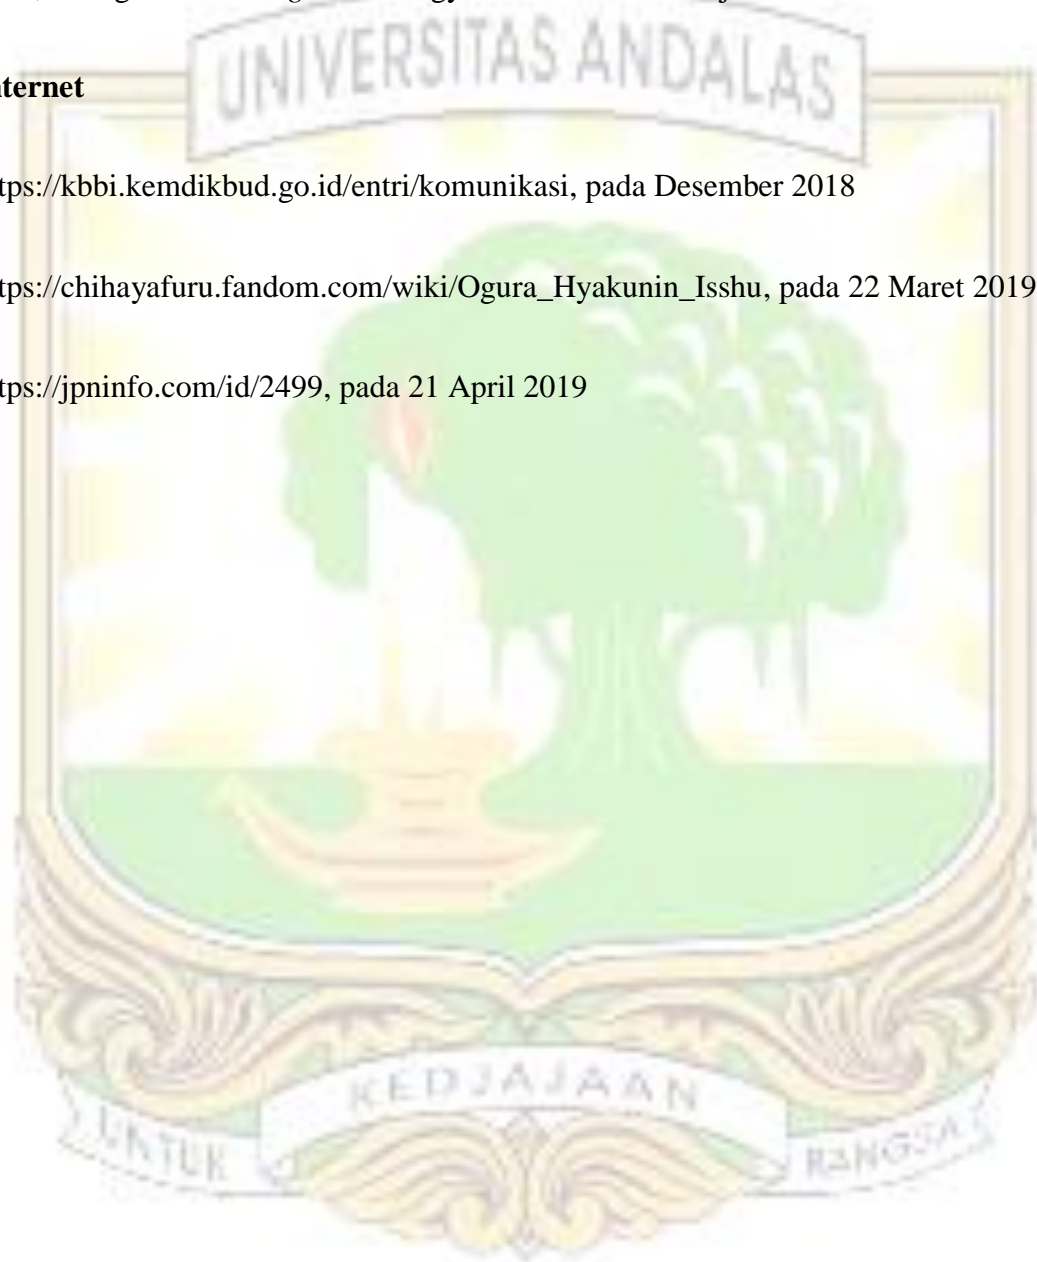 UNIVERSITAS ANDALAS
nternet
tps://kbbi.kemdikbud.go.id/entri/komunikasi, pada Desember 2018
tps://chihayafuru.fandom.com/wiki/Ogura_Hyakunin_Isshu, pada 22 Maret 2019
tps://jpninfo.com/id/2499, pada 21 April 2019
KEDJAJAAN
UNTUK
BANGSA